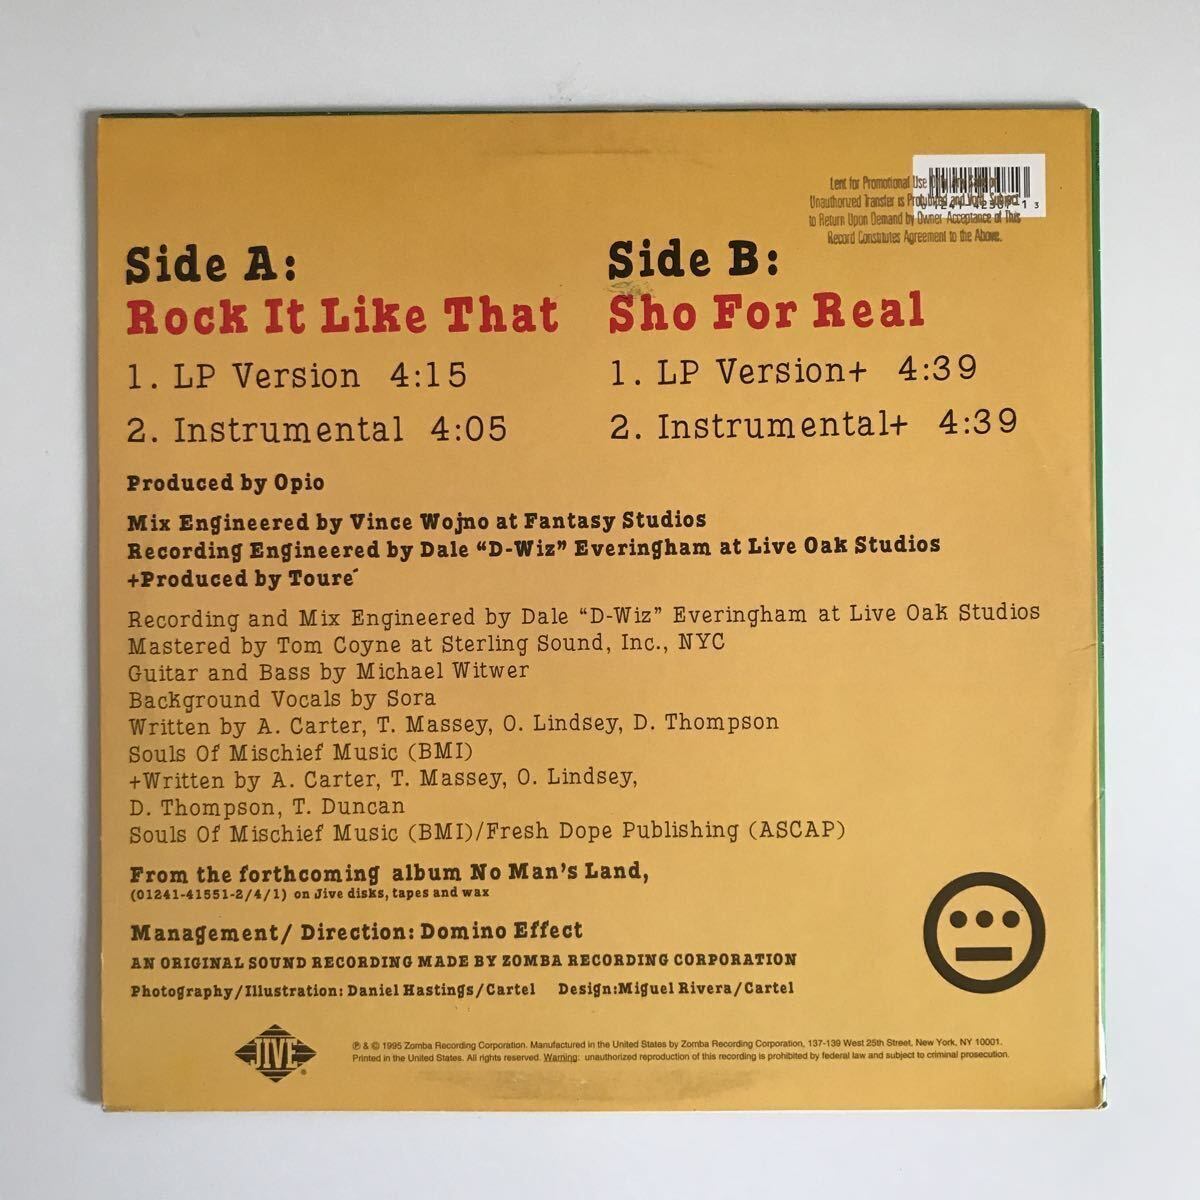 Lent for Promotional Use
Unauthorized Transfer is Prohibited and Void. Subject
to Return Upon Demand by Owner Acceptance of This
Record Constitutes Agreement to the Above.
Side A:
Rock It Like That
1. LP Version 4:15
2. Instrumental 4:05
Side B:
Sho For Real
1. LP Version+ 4:39
2. Instrumental+ 4:39
Produced by Opio
Mix Engineered by Vince Wojno at Fantasy Studios
Recording Engineered by Dale “D-Wiz” Everingham at Live Oak Studios
+Produced by Toure´
Recording and Mix Engineered by Dale “D-Wiz” Everingham at Live Oak Studios
Mastered by Tom Coyne at Sterling Sound, Inc., NYC
Guitar and Bass by Michael Witwer
Background Vocals by Sora
Written by A. Carter, T. Massey, O. Lindsey, D. Thompson
Souls Of Mischief Music (BMI)
+Written by A. Carter, T. Massey, O. Lindsey,
D. Thompson, T. Duncan
Souls Of Mischief Music (BMI)/Fresh Dope Publishing (ASCAP)
From the forthcoming album No Man's Land,
(01241-41551-2/4/1) on Jive disks, tapes and wax
Management/ Direction: Domino Effect
AN ORIGINAL SOUND RECORDING MADE BY ZOMBA RECORDING CORPORATION
Photography/Illustration: Daniel Hastings/Cartel Design:Miguel Rivera/Cartel
JIVE®
℗ & © 1995 Zomba Recording Corporation. Manufactured in the United States by Zomba Recording Corporation, 137-139 West 25th Street, New York, NY 10001.
Printed in the United States. All rights reserved. Warning: unauthorized reproduction of this recording is prohibited by federal law and subject to criminal prosecution.